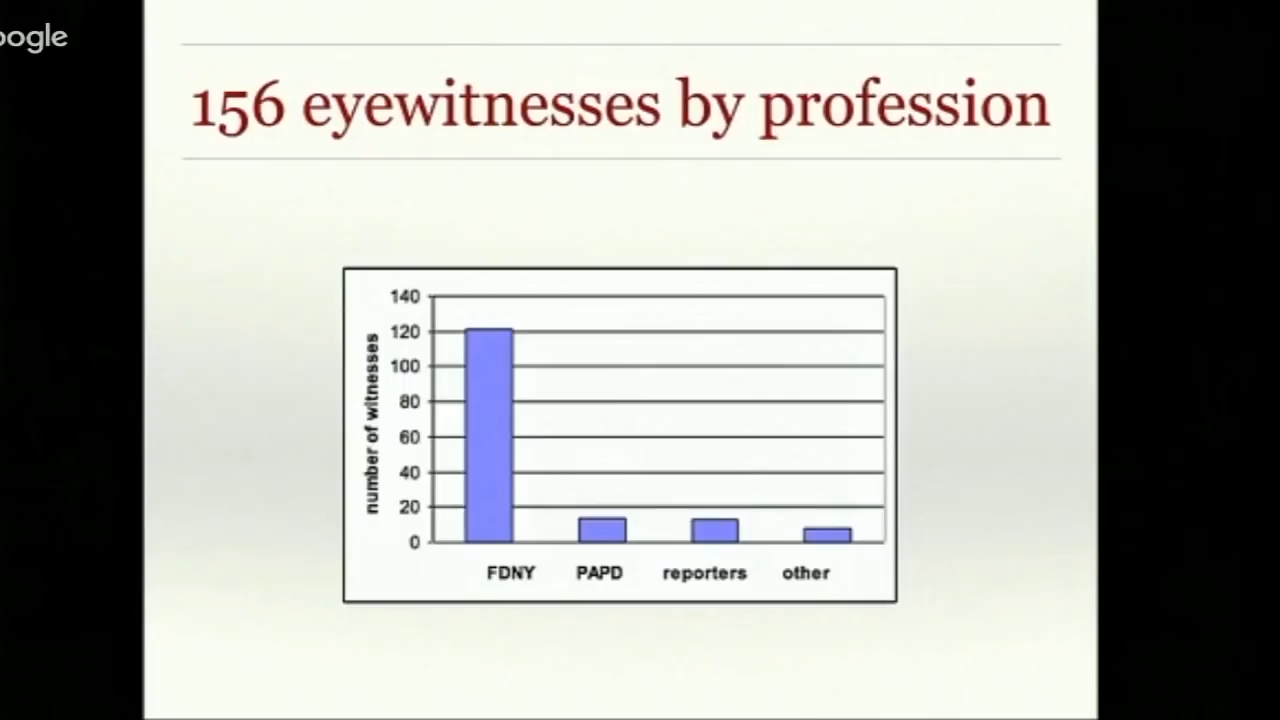 oogle
156 eyewitnesses by profession
number of witnesses
140
120
100
80
60
40
20
0
FDNY PAPD reporters other